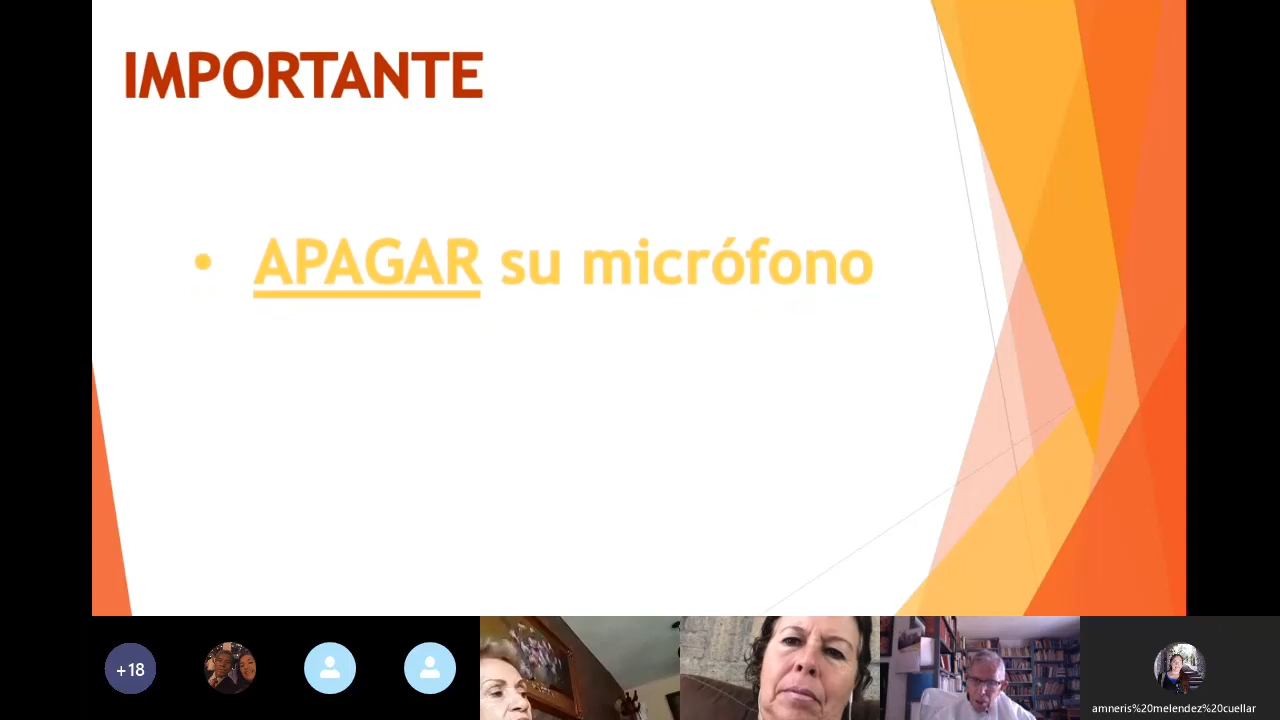 IMPORTANTE
• APAGAR su micrófono
+18
amneris%20melendez%20cuellar